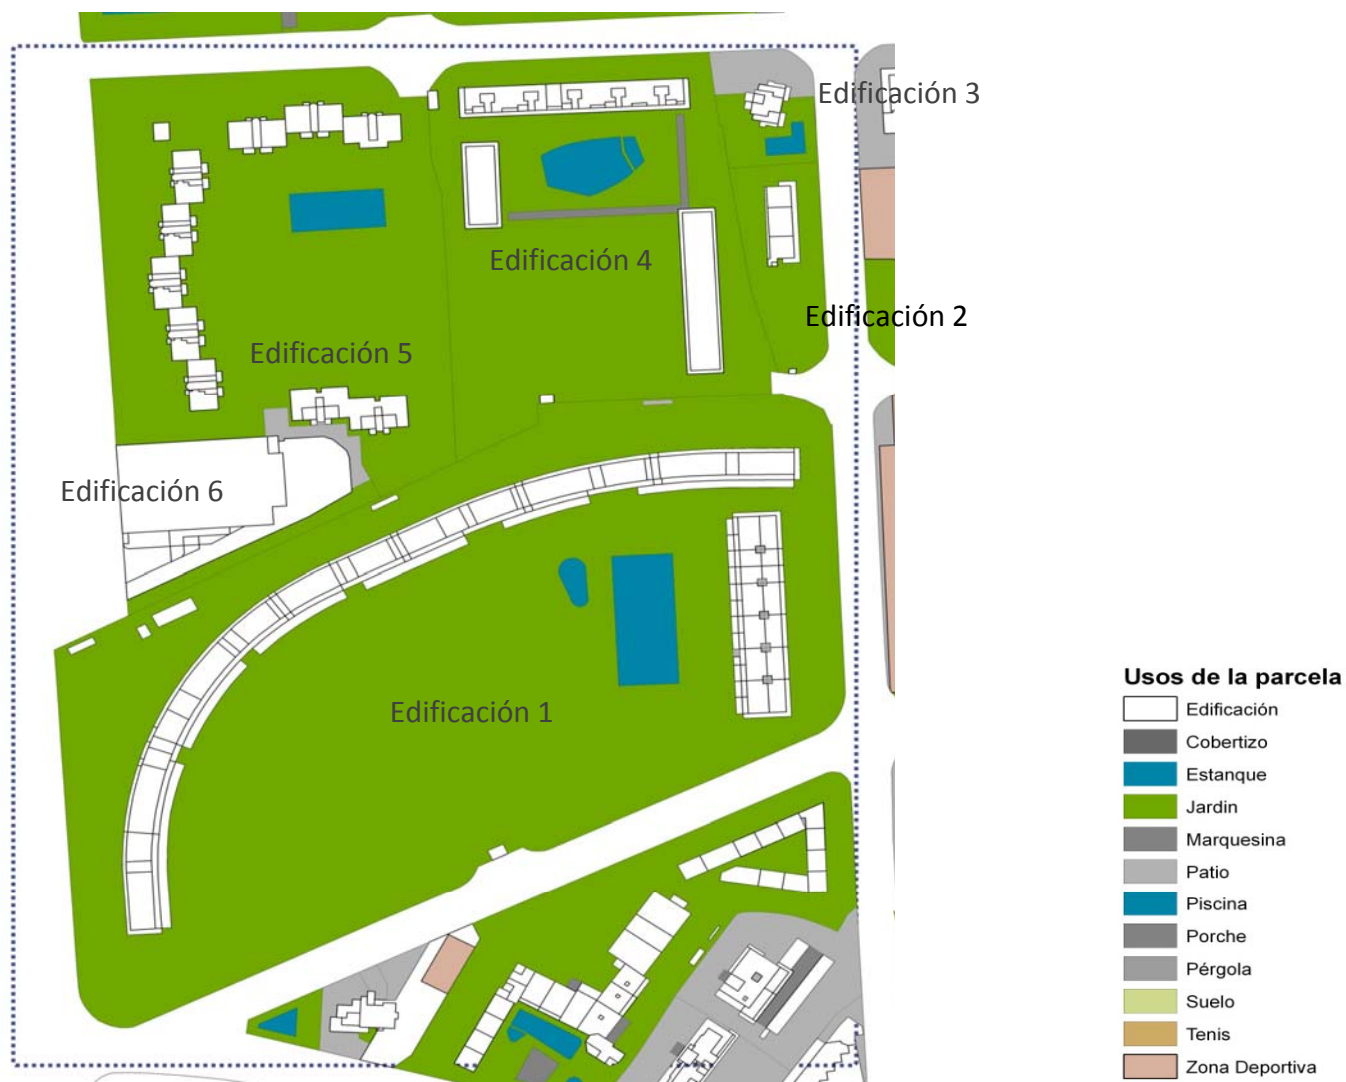 Edificación 3
Edificación 4
Edificación 2
Edificación 5
Edificación 6
Edificación 1
Usos de la parcela
Edificación
Cobertizo
Estanque
Jardin
Marquesina
Patio
Piscina
Porche
Pérgola
Suelo
Tenis
Zona Deportiva